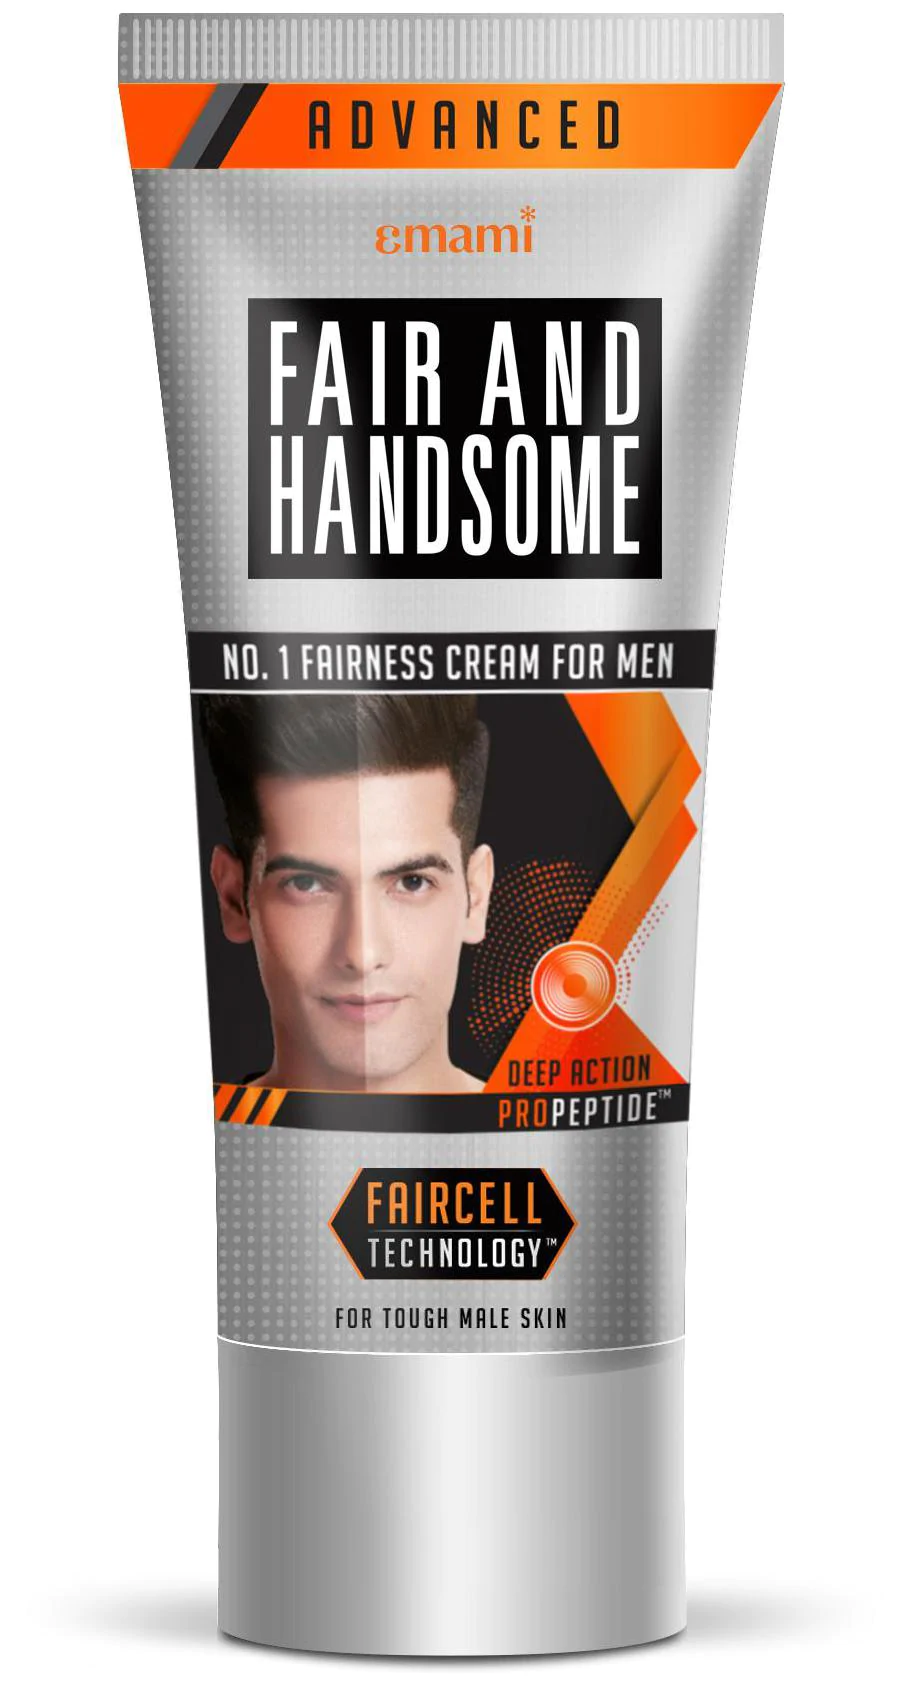 ADVANCED
emami
FAIR AND
HANDSOME
NO. 1 FAIRNESS CREAM FOR MEN
DEEP ACTION
PROPEPTIDE™
FAIRCELL
TECHNOLOGY™
FOR TOUGH MALE SKIN